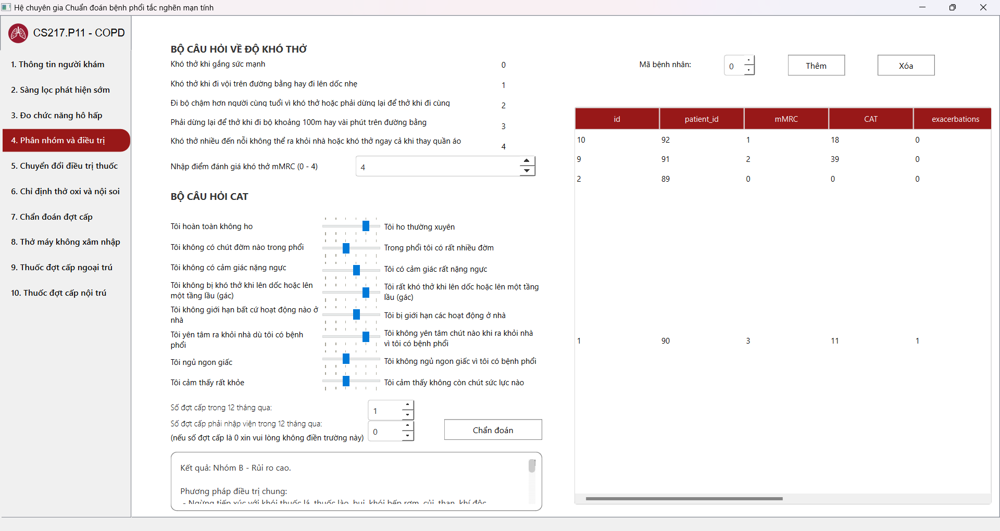 Hệ chuyên gia Chuẩn đoán bệnh phổi tắc nghẽn mạn tính
CS217.P11 - COPD
1. Thông tin người khám
2. Sàng lọc phát hiện sớm
3. Đo chức năng hô hấp
4. Phân nhóm và điều trị
5. Chuyển đổi điều trị thuốc
6. Chỉ định thở oxi và nội soi
7. Chẩn đoán đợt cấp
8. Thở máy không xâm nhập
9. Thuốc đợt cấp ngoại trú
10. Thuốc đợt cấp nội trú
BỘ CÂU HỎI VỀ ĐỘ KHÓ THỞ
Khó thở khi gắng sức mạnh 0
Khó thở khi đi vội trên đường bằng hay đi lên dốc nhẹ 1
Đi bộ chậm hơn người cùng tuổi vì khó thở hoặc phải dừng lại để thở khi đi cùng 2
Phải dừng lại để thở khi đi bộ khoảng 100m hay vài phút trên đường bằng 3
Khó thở nhiều đến nỗi không thể ra khỏi nhà hoặc khó thở ngay cả khi thay quần áo 4
Nhập điểm đánh giá khó thở mMRC (0 - 4) 4
BỘ CÂU HỎI CAT
Tôi hoàn toàn không ho Tôi ho thường xuyên
Tôi không có chút đờm nào trong phổi Trong phổi tôi có rất nhiều đờm
Tôi không có cảm giác nặng ngực Tôi có cảm giác rất nặng ngực
Tôi không bị khó thở khi lên dốc hoặc lên
một tầng lầu (gác)
Tôi rất khó thở khi lên dốc hoặc lên một tầng
lầu (gác)
Tôi không giới hạn bất cứ hoạt động nào ở
nhà
Tôi bị giới hạn các hoạt động ở nhà
Tôi yên tâm ra khỏi nhà dù tôi có bệnh
phổi
Tôi không yên tâm chút nào khi ra khỏi nhà
vì tôi có bệnh phổi
Tôi ngủ ngon giấc Tôi không ngủ ngon giấc vì tôi có bệnh phổi
Tôi cảm thấy rất khỏe Tôi cảm thấy không còn chút sức lực nào
Số đợt cấp trong 12 tháng qua: 1
Số đợt cấp phải nhập viện trong 12 tháng qua:
(nếu số đợt cấp là 0 xin vui lòng không điền trường này) 0
Chẩn đoán
Kết quả: Nhóm B - Rủi ro cao.
Phương pháp điều trị chung:
- Ngừng tiếp xúc với khói thuốc lá, thuốc lào, bụi, khói bếp rơm, củi, than, khí độc
Mã bệnh nhân: 0 Thêm Xóa
id patient_id mMRC CAT exacerbations
10 92 1 18 0
9 91 2 39 0
2 89 0 0 0
1 90 3 11 1